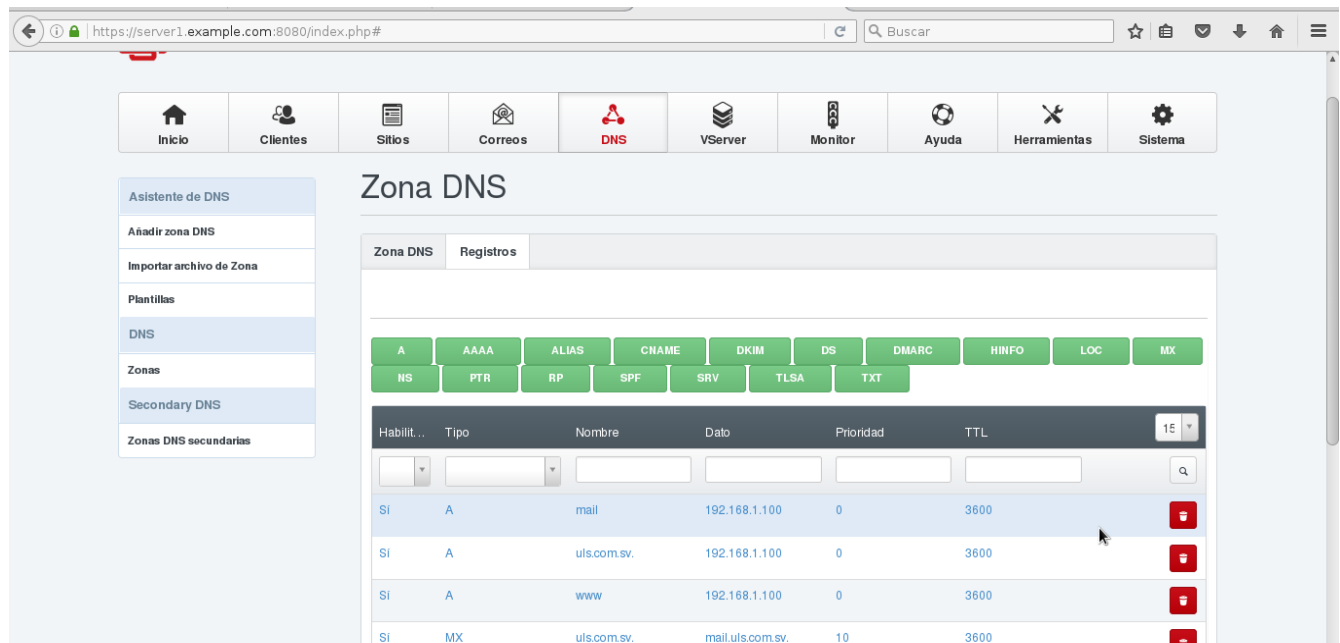 https://server1.example.com:8080/index.php#
Buscar
Inicio
Clientes
Sitios
Correos
DNS
VServer
Monitor
Ayuda
Herramientas
Sistema
Asistente de DNS
Añadir zona DNS
Importar archivo de Zona
Plantillas
DNS
Zonas
Secondary DNS
Zonas DNS secundarias
Zona DNS
Zona DNS Registros
A AAAA ALIAS CNAME DKIM DS DMARC HINFO LOC MX
NS PTR RP SPF SRV TLSA TXT
Habilit... Tipo Nombre Dato Prioridad TTL 15
Sí A mail 192.168.1.100 0 3600
Sí A uls.com.sv. 192.168.1.100 0 3600
Sí A www 192.168.1.100 0 3600
Sí MX uls.com.sv. mail.uls.com.sv. 10 3600